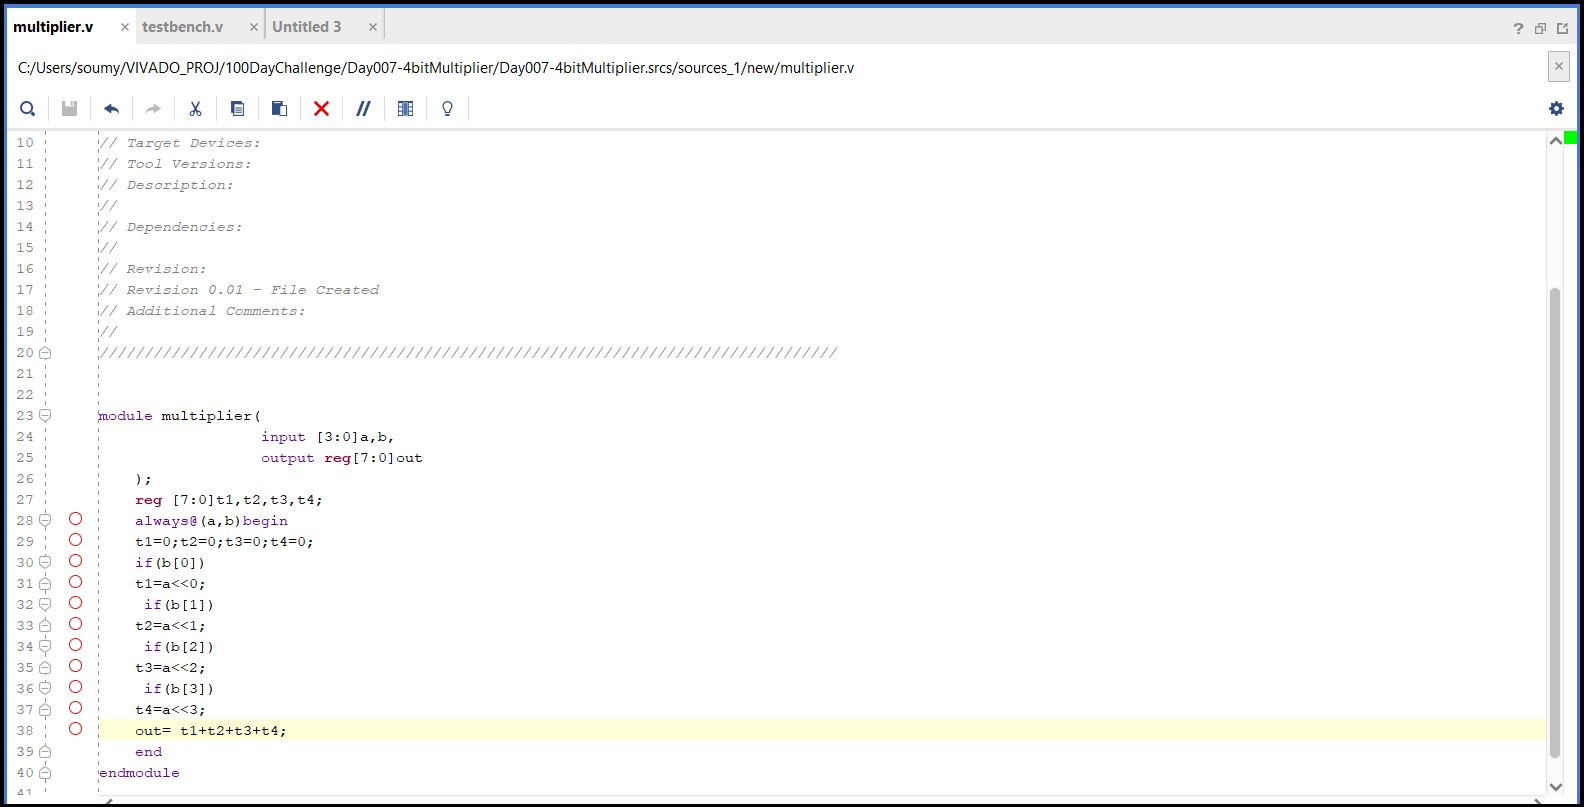 multiplier.v × testbench.v × Untitled 3 ×
?
C:/Users/soumy/VIVADO_PROJ/100DayChallenge/Day007-4bitMultiplier/Day007-4bitMultiplier.srcs/sources_1/new/multiplier.v
10 // Target Devices:
11 // Tool Versions:
12 // Description:
13 //
14 // Dependencies:
15 //
16 // Revision:
17 // Revision 0.01 - File Created
18 // Additional Comments:
19 //
20 //////////////////////////////////////////////////////////////////////////////////
21
22
23 module multiplier(
24 input [3:0]a,b,
25 output reg[7:0]out
26 );
27 reg [7:0]t1,t2,t3,t4;
28 always@(a,b)begin
29 t1=0;t2=0;t3=0;t4=0;
30 if(b[0])
31 t1=a<<0;
32 if(b[1])
33 t2=a<<1;
34 if(b[2])
35 t3=a<<2;
36 if(b[3])
37 t4=a<<3;
38 out= t1+t2+t3+t4;
39 end
40 endmodule
41